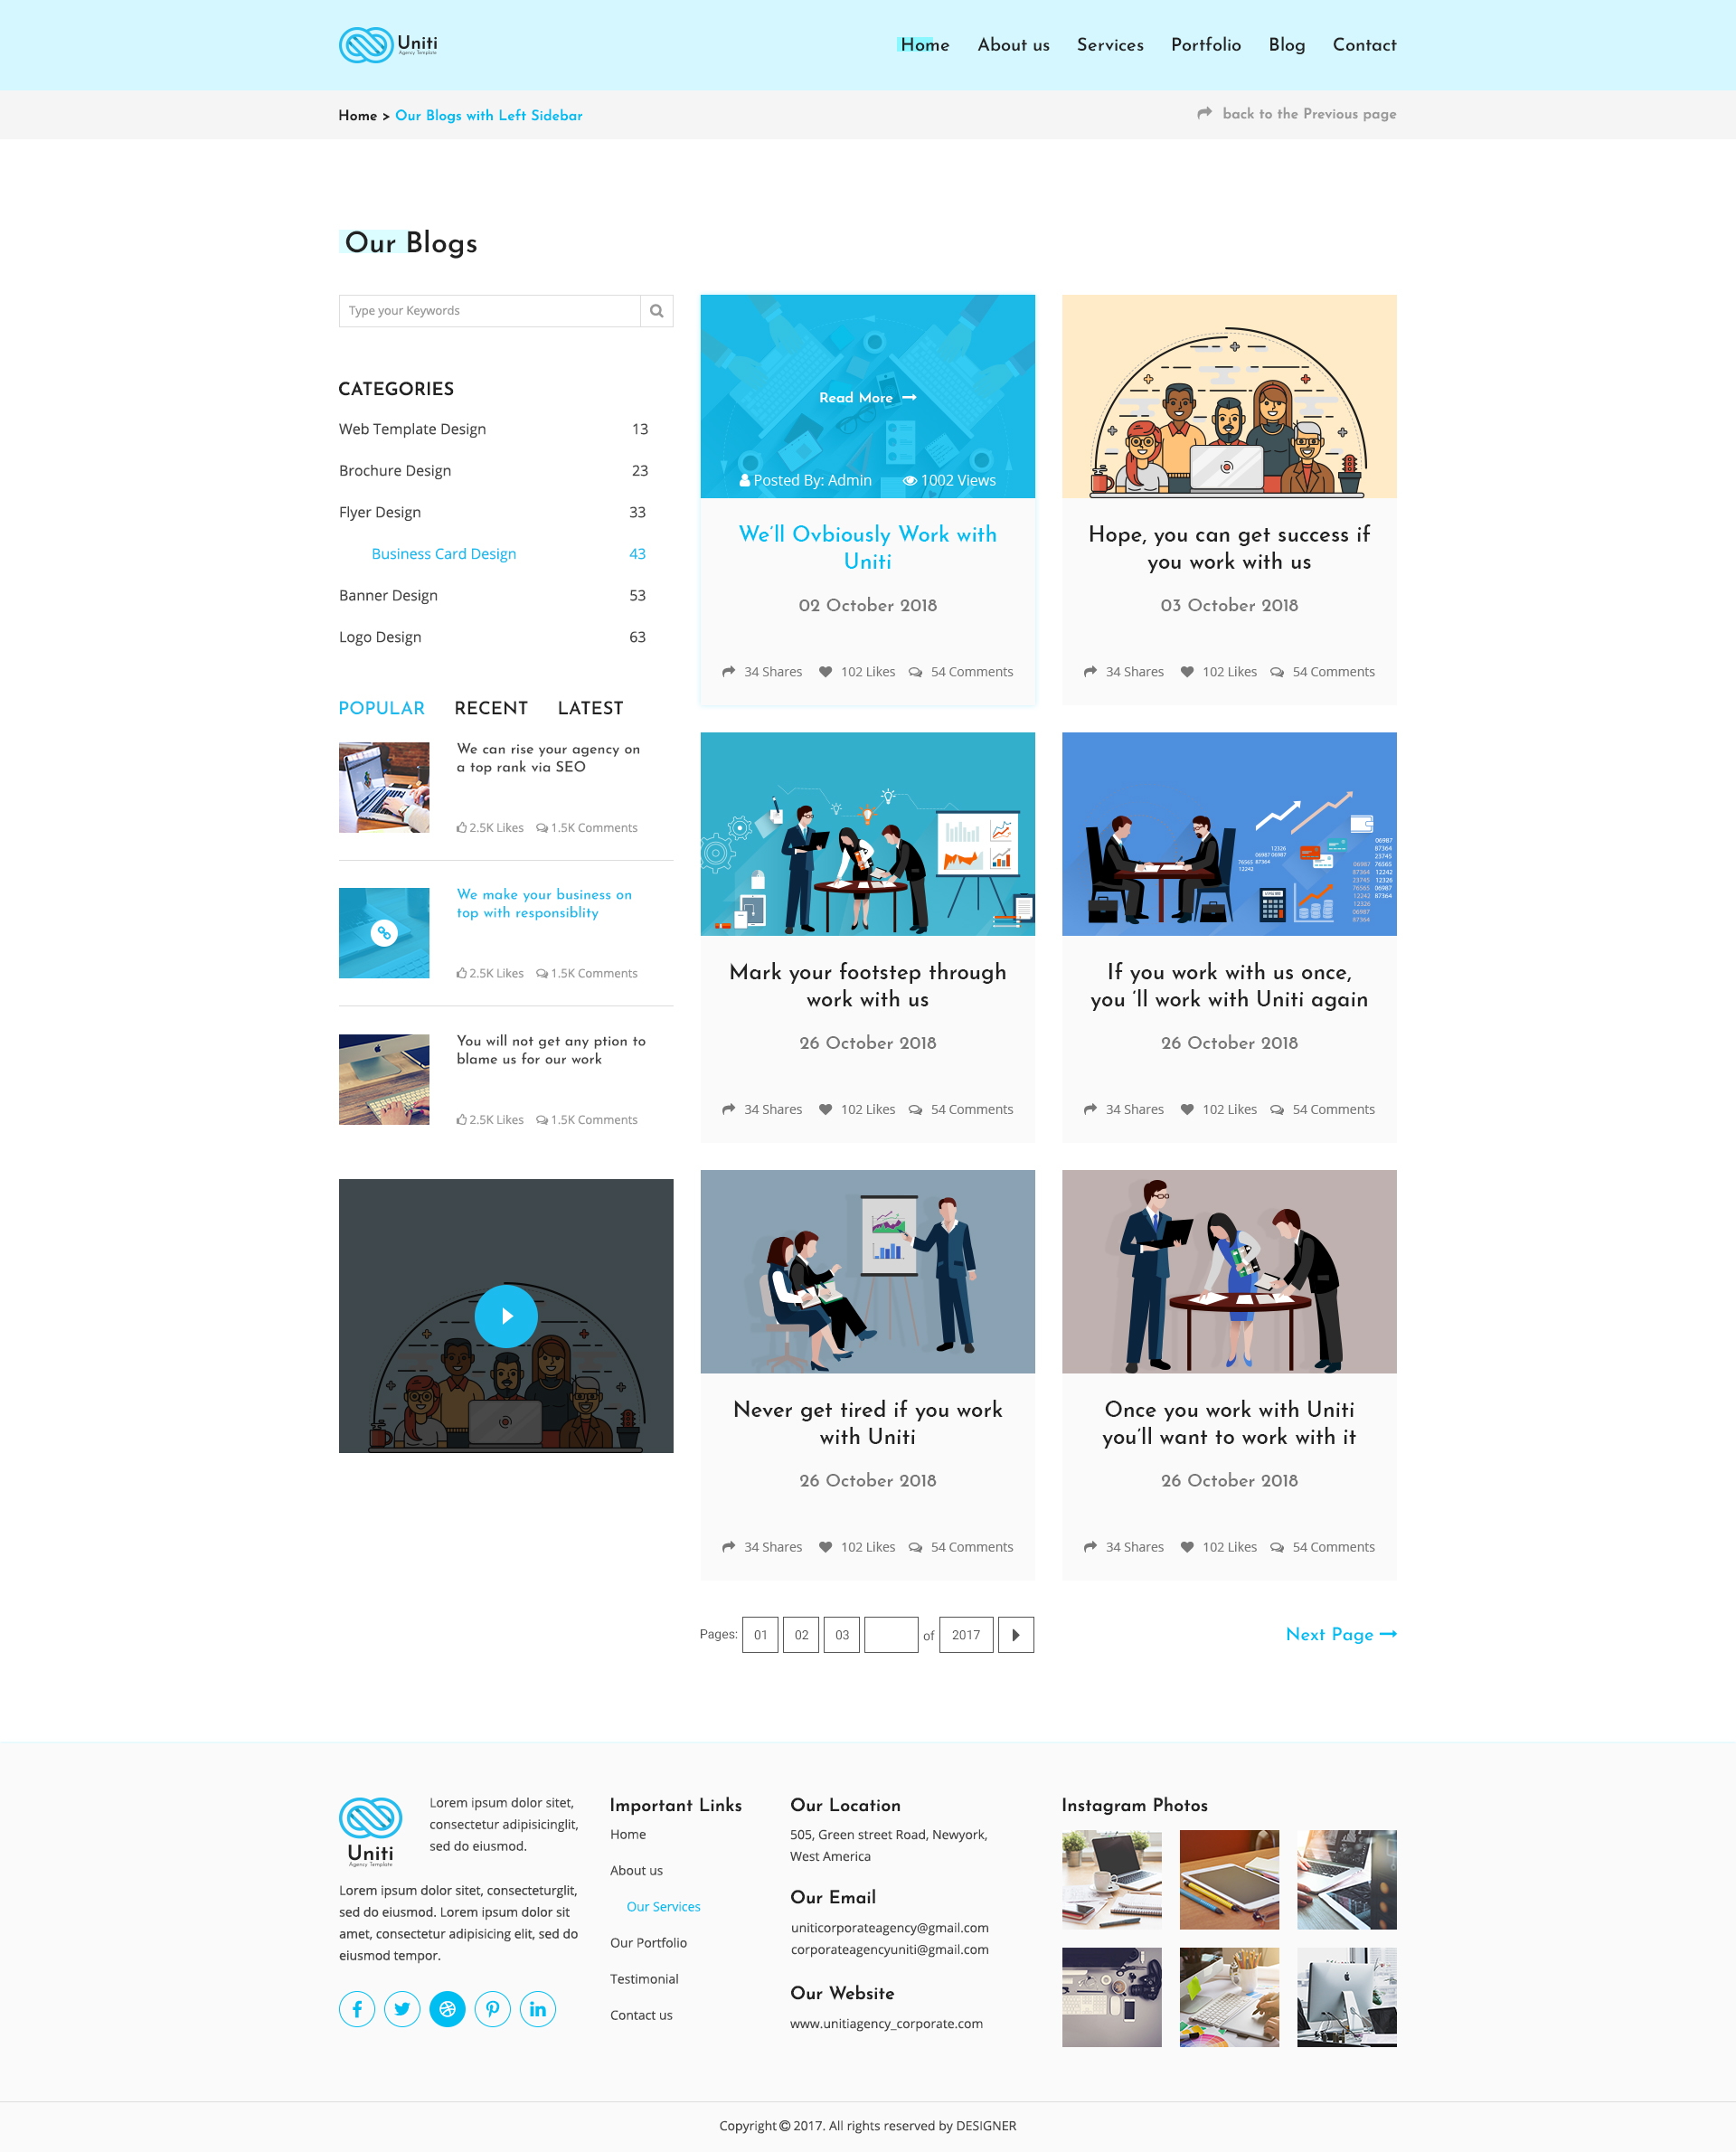 Uniti
Agency Template
Home
About us
Services
Portfolio
Blog
Contact
Home > Our Blogs with Left Sidebar
back to the Previous page
Our Blogs
Type your Keywords
CATEGORIES
Web Template Design 13
Brochure Design 23
Flyer Design 33
Business Card Design 43
Banner Design 53
Logo Design 63
POPULAR RECENT LATEST
We can rise your agency on
a top rank via SEO
2.5K Likes 1.5K Comments
We make your business on
top with responsiblity
2.5K Likes 1.5K Comments
You will not get any ption to
blame us for our work
2.5K Likes 1.5K Comments
Read More
Posted By: Admin 1002 Views
We'll Ovbiously Work with
Uniti
02 October 2018
34 Shares 102 Likes 54 Comments
Hope, you can get success if
you work with us
03 October 2018
34 Shares 102 Likes 54 Comments
Mark your footstep through
work with us
26 October 2018
34 Shares 102 Likes 54 Comments
If you work with us once,
you 'll work with Uniti again
26 October 2018
34 Shares 102 Likes 54 Comments
Never get tired if you work
with Uniti
26 October 2018
34 Shares 102 Likes 54 Comments
Once you work with Uniti
you'll want to work with it
26 October 2018
34 Shares 102 Likes 54 Comments
Pages: 01 02 03 of 2017
Next Page
Uniti
Agency Template
Lorem ipsum dolor sitet,
consectetur adipisicinglit,
sed do eiusmod.
Lorem ipsum dolor sitet, consecteturglit,
sed do eiusmod. Lorem ipsum dolor sit
amet, consectetur adipisicing elit, sed do
eiusmod tempor.
Important Links
Home
About us
Our Services
Our Portfolio
Testimonial
Contact us
Our Location
505, Green street Road, Newyork,
West America
Our Email
uniticorporateagency@gmail.com
corporateagencyuniti@gmail.com
Our Website
www.unitiagency_corporate.com
Instagram Photos
Copyright © 2017. All rights reserved by DESIGNER